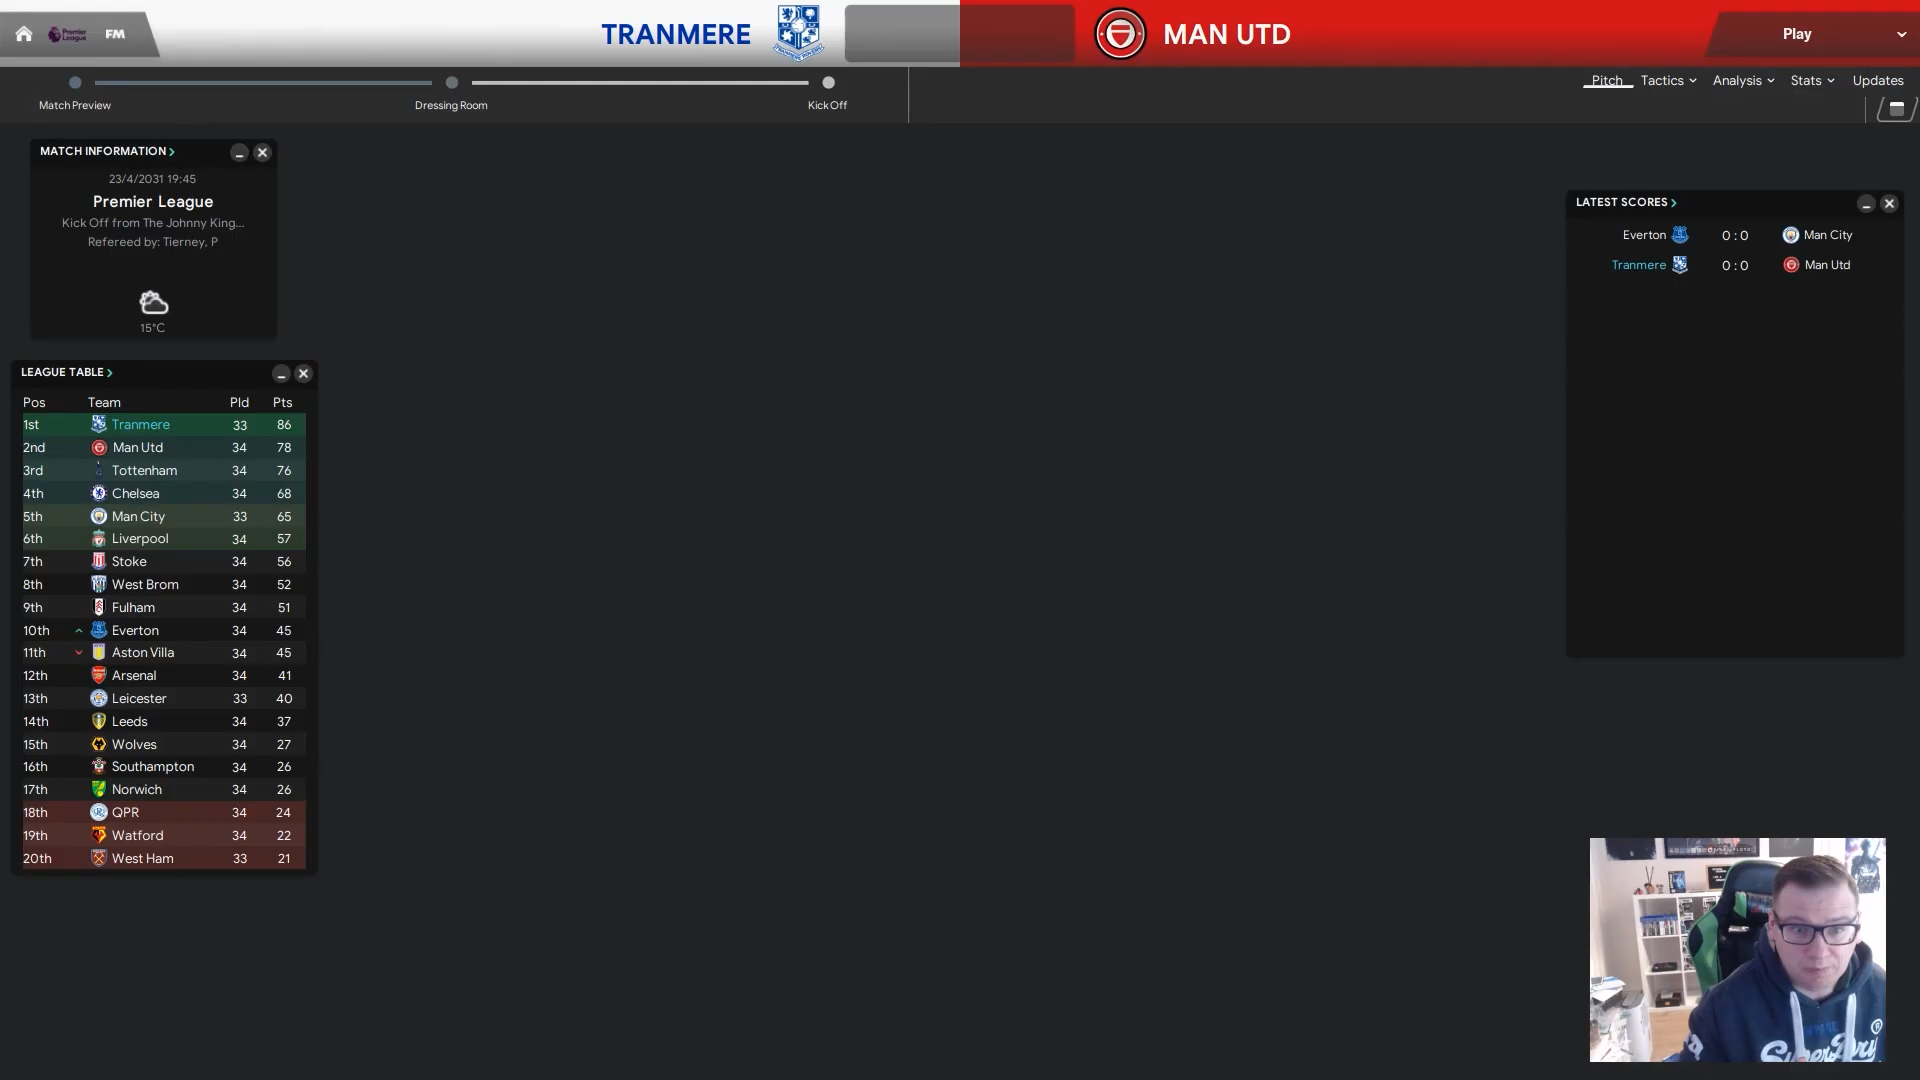 Premier League
FM
TRANMERE
MAN UTD
Play
Match Preview
Dressing Room
Kick Off
Pitch
Tactics
Analysis
Stats
Updates
MATCH INFORMATION
23/4/2031 19:45
Premier League
Kick Off from The Johnny King...
Refereed by: Tierney, P
15°C
LATEST SCORES
Everton 0 : 0 Man City
Tranmere 0 : 0 Man Utd
LEAGUE TABLE
Pos Team Pld Pts
1st Tranmere 33 86
2nd Man Utd 34 78
3rd Tottenham 34 76
4th Chelsea 34 68
5th Man City 33 65
6th Liverpool 34 57
7th Stoke 34 56
8th West Brom 34 52
9th Fulham 34 51
10th Everton 34 45
11th Aston Villa 34 45
12th Arsenal 34 41
13th Leicester 33 40
14th Leeds 34 37
15th Wolves 34 27
16th Southampton 34 26
17th Norwich 34 26
18th QPR 34 24
19th Watford 34 22
20th West Ham 33 21
SuperDry